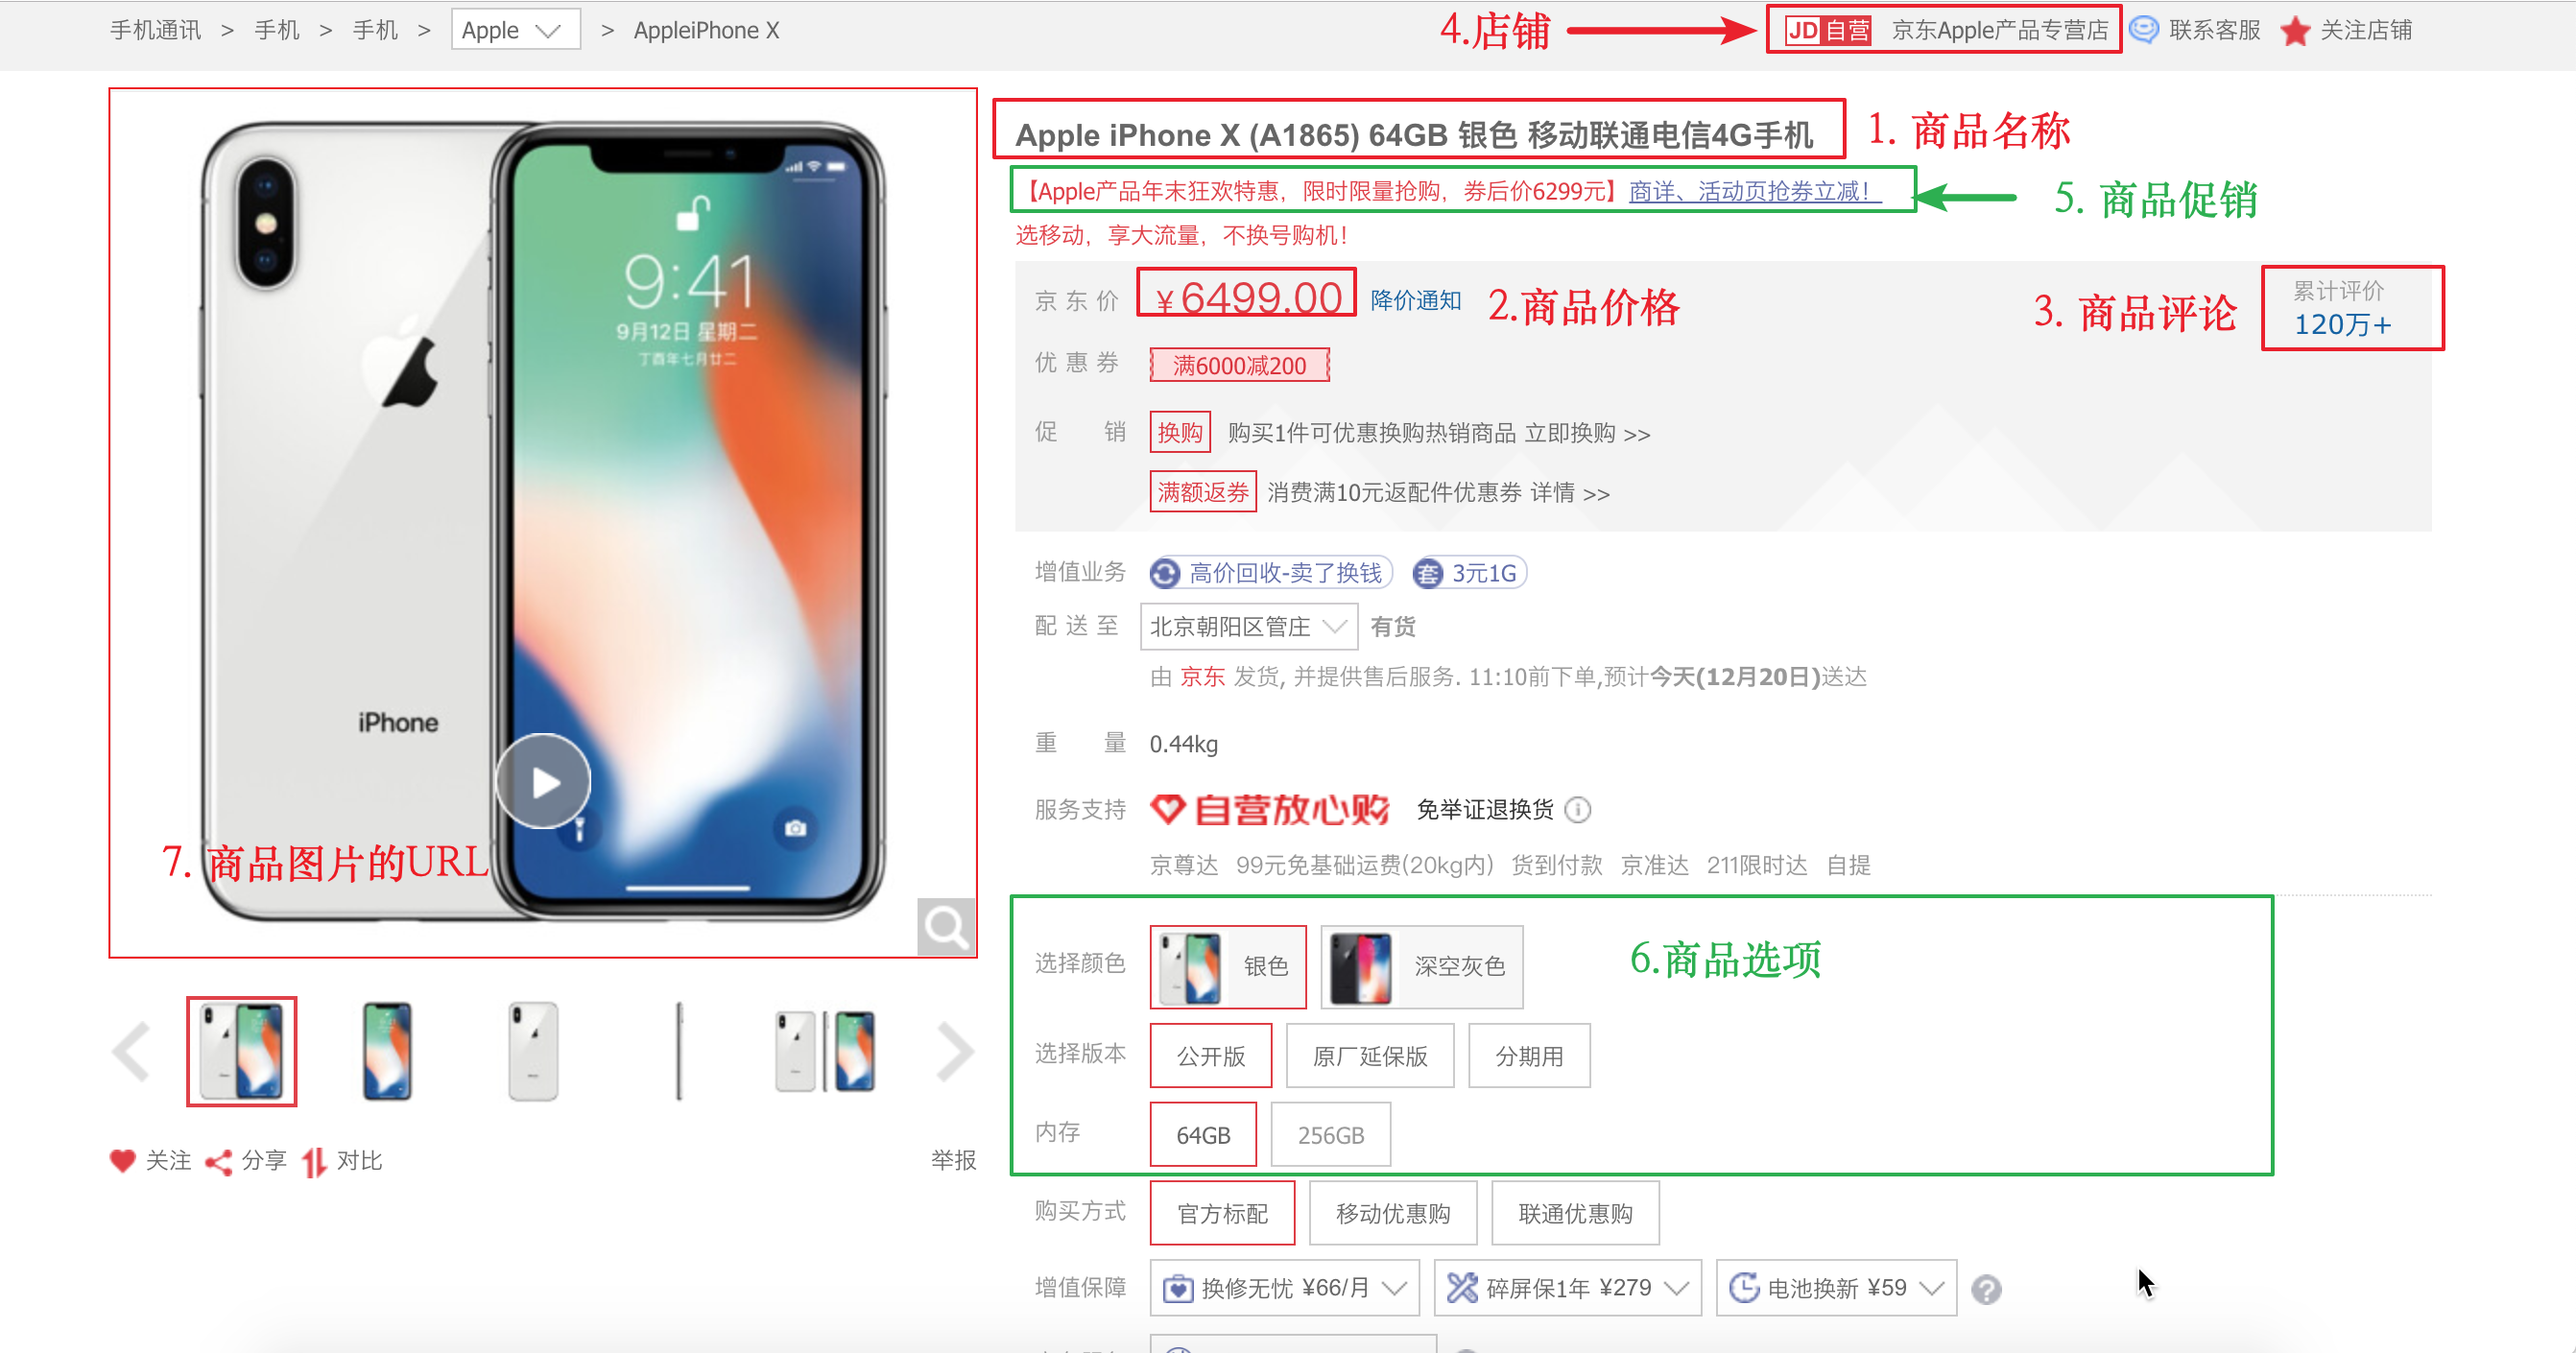 手机通讯 > 手机 > 手机 > Apple > AppleiPhone X
4.店铺 JD 自营 京东Apple产品专营店 联系客服 关注店铺
Apple iPhone X (A1865) 64GB 银色 移动联通电信4G手机 1. 商品名称
【Apple产品年末狂欢特惠，限时限量抢购，券后价6299元】商详、活动页抢券立减！ 5. 商品促销
选移动，享大流量，不换号购机！
京东价 ¥6499.00 降价通知 2.商品价格
3. 商品评论 累计评价
120万+
优惠券 满6000减200
促销 换购 购买1件可优惠换购热销商品 立即换购 >>
满额返券 消费满10元返配件优惠券 详情 >>
增值业务 高价回收-卖了换钱 套 3元1G
配送至 北京朝阳区管庄 有货
由 京东 发货, 并提供售后服务. 11:10前下单,预计今天(12月20日)送达
重量 0.44kg
服务支持 自营放心购 免举证退换货
京尊达 99元免基础运费(20kg内) 货到付款 京准达 211限时达 自提
选择颜色 银色 深空灰色 6.商品选项
选择版本 公开版 原厂延保版 分期用
内存 64GB 256GB
购买方式 官方标配 移动优惠购 联通优惠购
增值保障 换修无忧 ¥66/月 碎屏保1年 ¥279 电池换新 ¥59
9:41
9月12日 星期二
丁酉年七月廿二
iPhone
7. 商品图片的URL
关注 分享 对比 举报